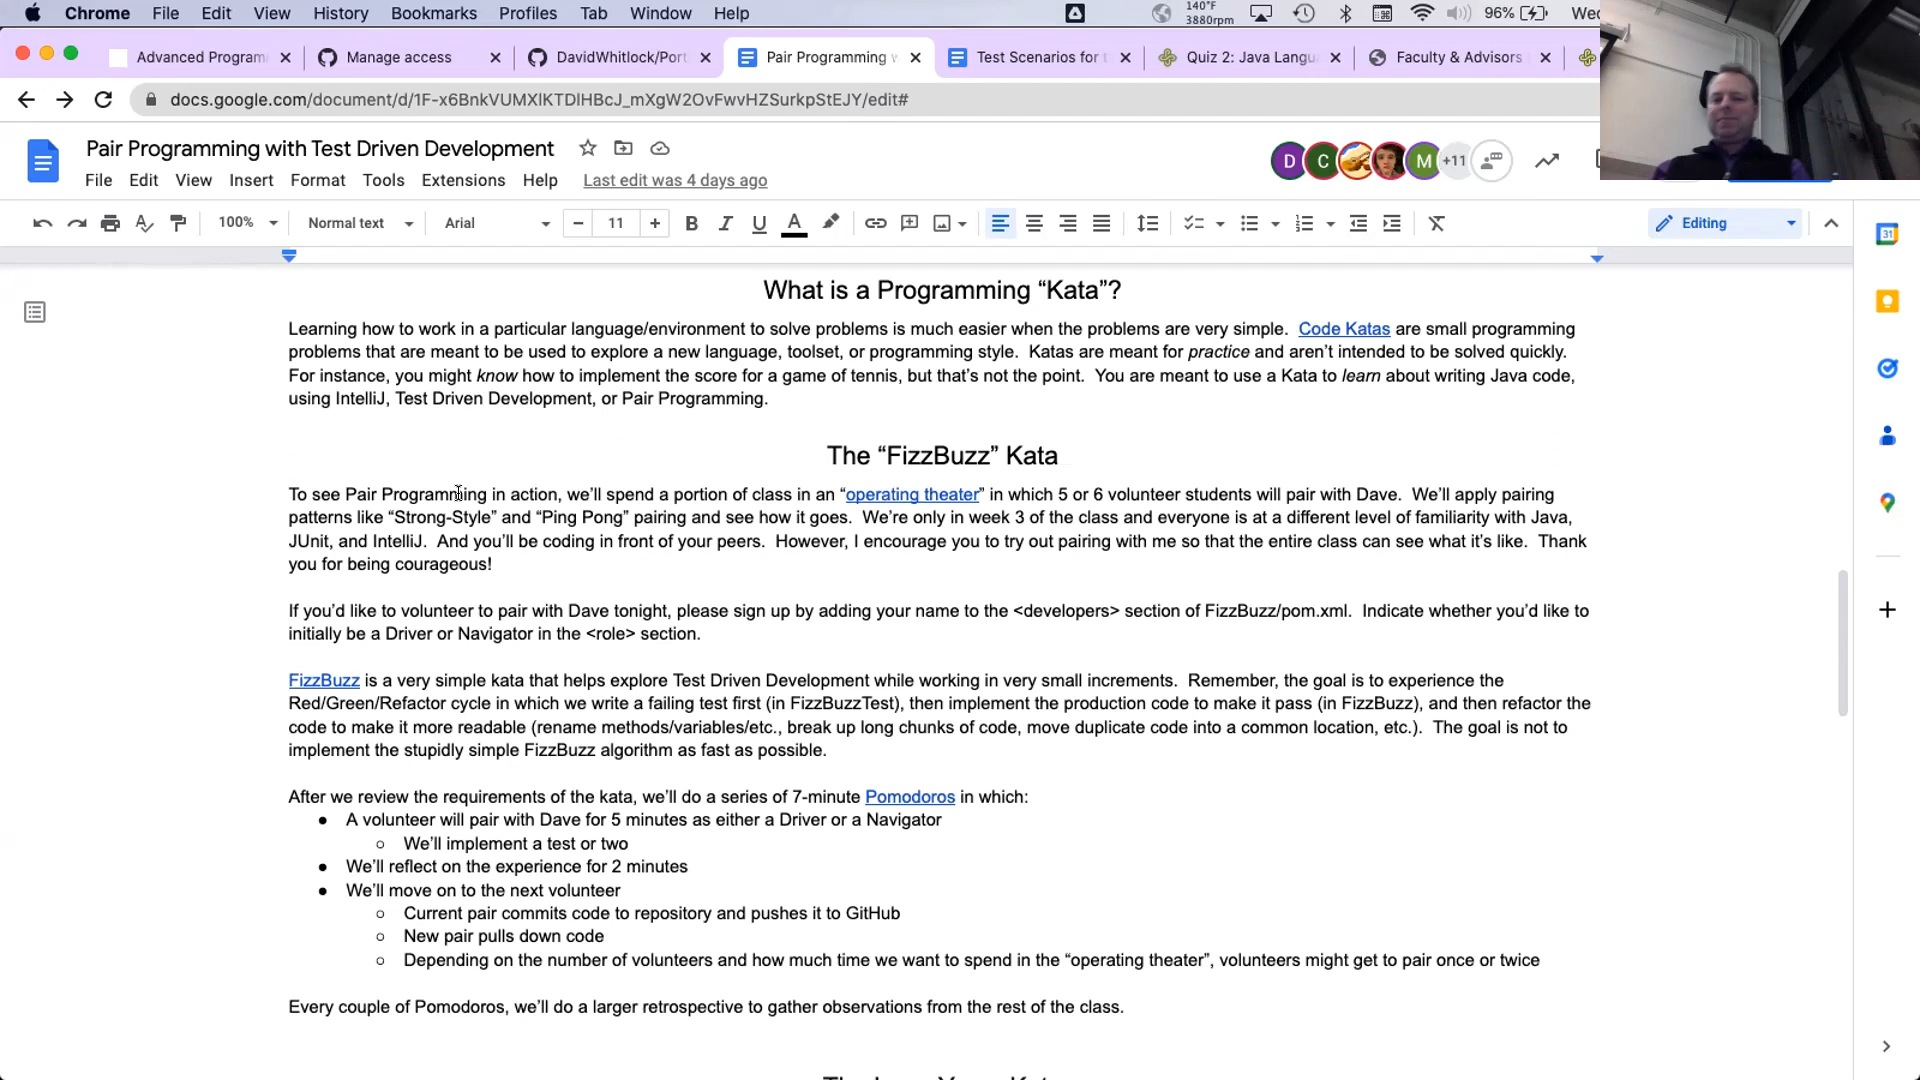 Chrome File Edit View History Bookmarks Profiles Tab Window Help 140°F 3880rpm 96% We
Advanced Program Manage access DavidWhitlock/Port Pair Programming w Test Scenarios for t Quiz 2: Java Langu Faculty & Advisors
docs.google.com/document/d/1F-x6BnkVUMXlKTDlHBcJ_mXgW2OvFwvHZSurkpStEJY/edit#
Pair Programming with Test Driven Development
D C M +11
File Edit View Insert Format Tools Extensions Help Last edit was 4 days ago
100% Normal text Arial 11 B I U A Editing
31
What is a Programming “Kata”?
Learning how to work in a particular language/environment to solve problems is much easier when the problems are very simple. Code Katas are small programming
problems that are meant to be used to explore a new language, toolset, or programming style. Katas are meant for practice and aren’t intended to be solved quickly.
For instance, you might know how to implement the score for a game of tennis, but that’s not the point. You are meant to use a Kata to learn about writing Java code,
using IntelliJ, Test Driven Development, or Pair Programming.
The “FizzBuzz” Kata
To see Pair Programming in action, we’ll spend a portion of class in an “operating theater” in which 5 or 6 volunteer students will pair with Dave. We’ll apply pairing
patterns like “Strong-Style” and “Ping Pong” pairing and see how it goes. We’re only in week 3 of the class and everyone is at a different level of familiarity with Java,
JUnit, and IntelliJ. And you’ll be coding in front of your peers. However, I encourage you to try out pairing with me so that the entire class can see what it’s like. Thank
you for being courageous!
If you’d like to volunteer to pair with Dave tonight, please sign up by adding your name to the <developers> section of FizzBuzz/pom.xml. Indicate whether you’d like to
initially be a Driver or Navigator in the <role> section.
FizzBuzz is a very simple kata that helps explore Test Driven Development while working in very small increments. Remember, the goal is to experience the
Red/Green/Refactor cycle in which we write a failing test first (in FizzBuzzTest), then implement the production code to make it pass (in FizzBuzz), and then refactor the
code to make it more readable (rename methods/variables/etc., break up long chunks of code, move duplicate code into a common location, etc.). The goal is not to
implement the stupidly simple FizzBuzz algorithm as fast as possible.
After we review the requirements of the kata, we’ll do a series of 7-minute Pomodoros in which:
● A volunteer will pair with Dave for 5 minutes as either a Driver or a Navigator
○ We’ll implement a test or two
● We’ll reflect on the experience for 2 minutes
● We’ll move on to the next volunteer
○ Current pair commits code to repository and pushes it to GitHub
○ New pair pulls down code
○ Depending on the number of volunteers and how much time we want to spend in the “operating theater”, volunteers might get to pair once or twice
Every couple of Pomodoros, we’ll do a larger retrospective to gather observations from the rest of the class.